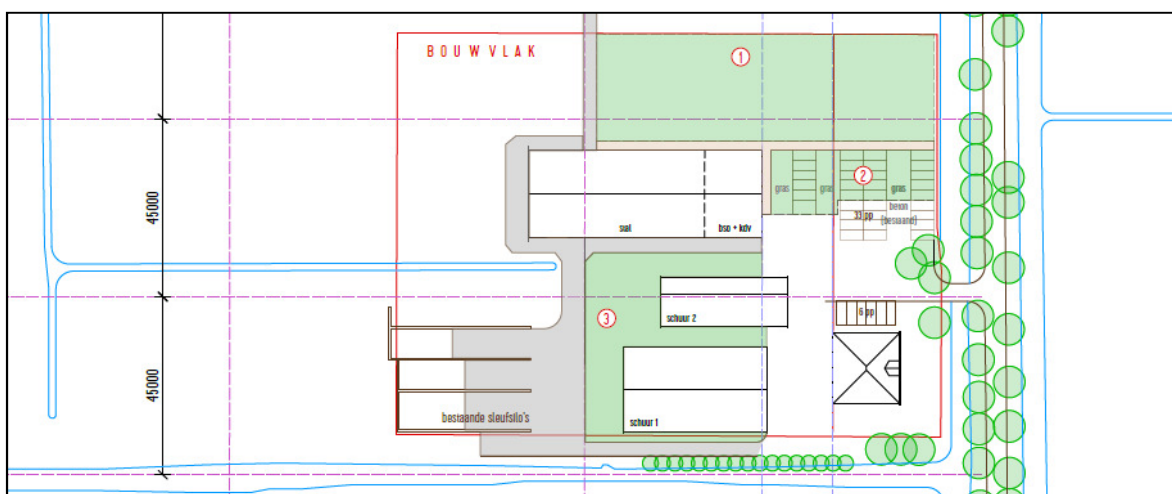 BOUWVLAK
1
45000
gras
gras
2
gras
33 pp
beton
(bestaand)
stal
bso + kdv
3
schuur 2
6 pp
45000
bestaande sleufsilo's
schuur 1